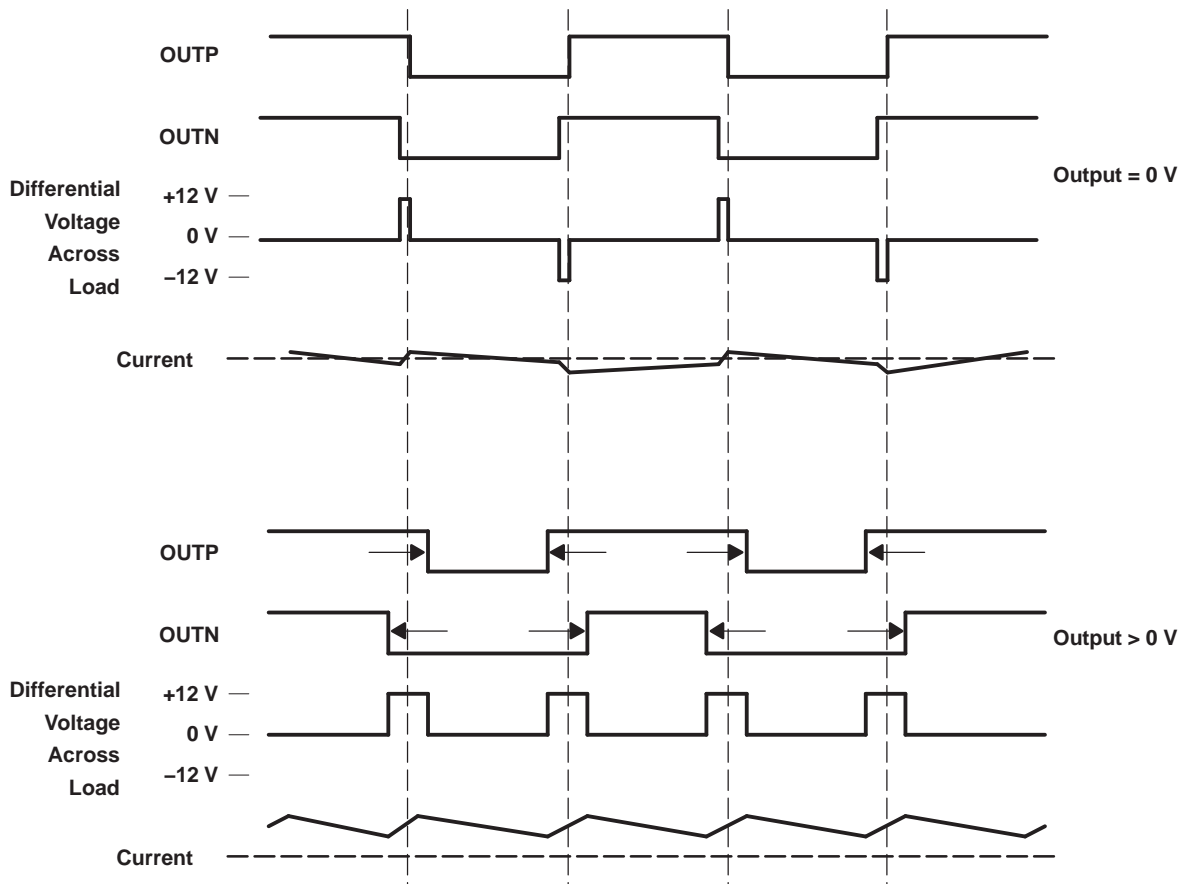 OUTP
OUTN
Output = 0 V
Differential
Voltage
Across
Load
+12 V
0 V
–12 V
Current
OUTP
OUTN
Output > 0 V
Differential
Voltage
Across
Load
+12 V
0 V
–12 V
Current